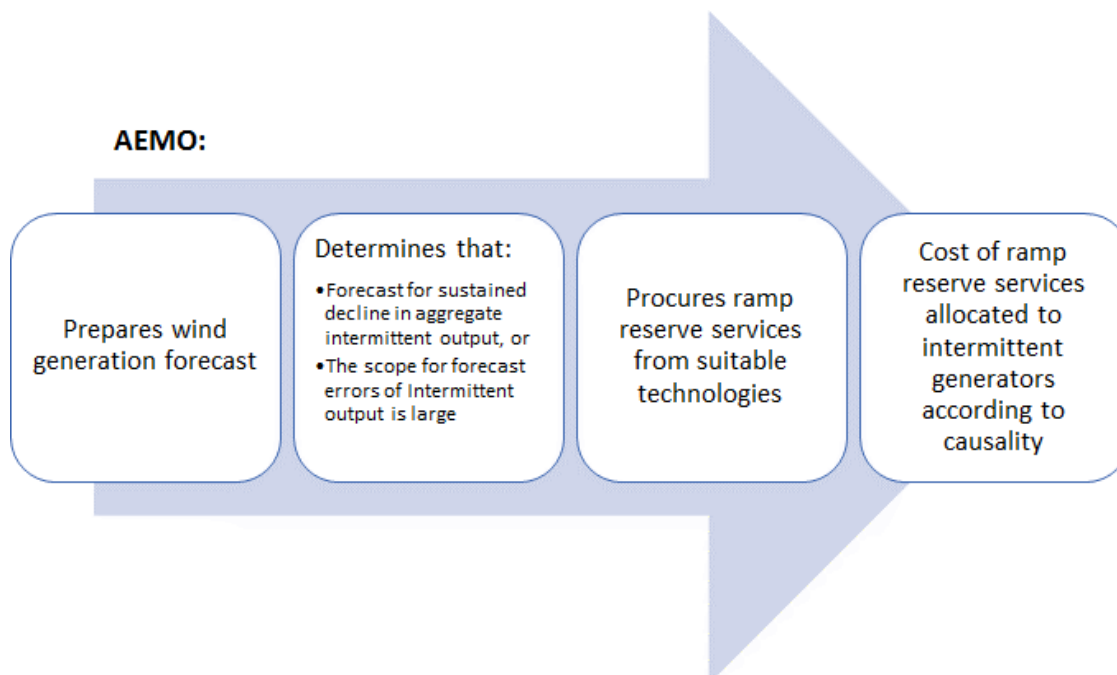 AEMO:
Prepares wind
generation forecast
Determines that:
•Forecast for sustained
decline in aggregate
intermittent output, or
•The scope for forecast
errors of Intermittent
output is large
Procures ramp
reserve services
from suitable
technologies
Cost of ramp
reserve services
allocated to
intermittent
generators
according to
causality